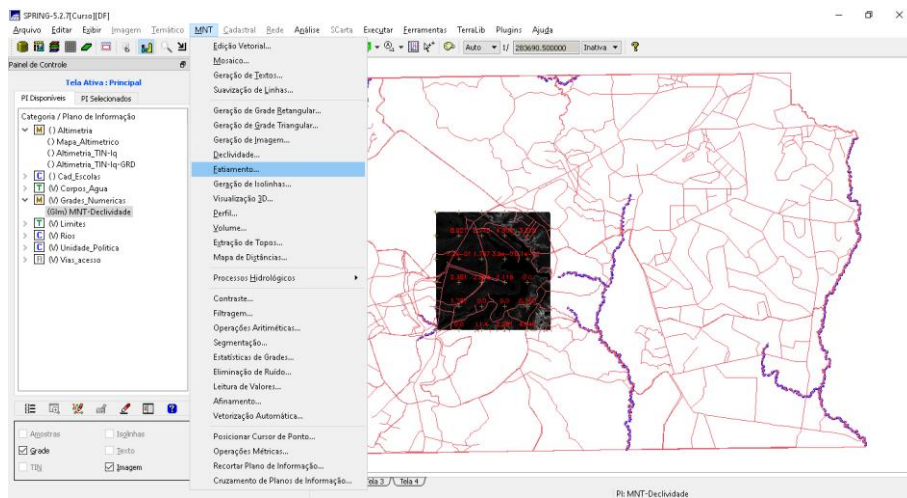 SPRING-5.2.7[Curso][DF]
Arquivo Editar Exibir Imagem Temático MNT Cadastral Rede Análise SCarta Executar Ferramentas TerraLib Plugins Ajuda
Auto 1/ 283690.500000 Inativa
Painel de Controle
Tela Ativa : Principal
PI Disponíveis PI Selecionados
Categoria / Plano de Informação
M () Altimetria
() Mapa_Altimetrico
() Altimetria_TIN-lq
() Altimetria_TIN-lq-GRD
C () Cad_Escolas
T (V) Corpos_Agua
M (V) Grades_Numericas
(GIm) MNT-Declividade
T (V) Limites
C (V) Rios
C (V) Unidade_Politica
(V) Vias_acesso
Amostras Isolinhas
Grade Texto
TIN Imagem
Edição Vetorial...
Mosaico...
Geração de Textos...
Suavização de Linhas...
Geração de Grade Retangular...
Geração de Grade Triangular...
Geração de Imagem...
Declividade...
Fatiamento...
Geração de Isolinhas...
Visualização 3D...
Perfil...
Volume...
Extração de Topos...
Mapa de Distâncias...
Processos Hidrológicos
Contraste...
Filtragem...
Operações Aritiméticas...
Segmentação...
Estatísticas de Grades...
Eliminação de Ruído...
Leitura de Valores...
Afinamento...
Vetorização Automática...
Posicionar Cursor de Ponto...
Operações Métricas...
Recortar Plano de Informação...
Cruzamento de Planos de Informação...
Tela 3 Tela 4
PI: MNT-Declividade